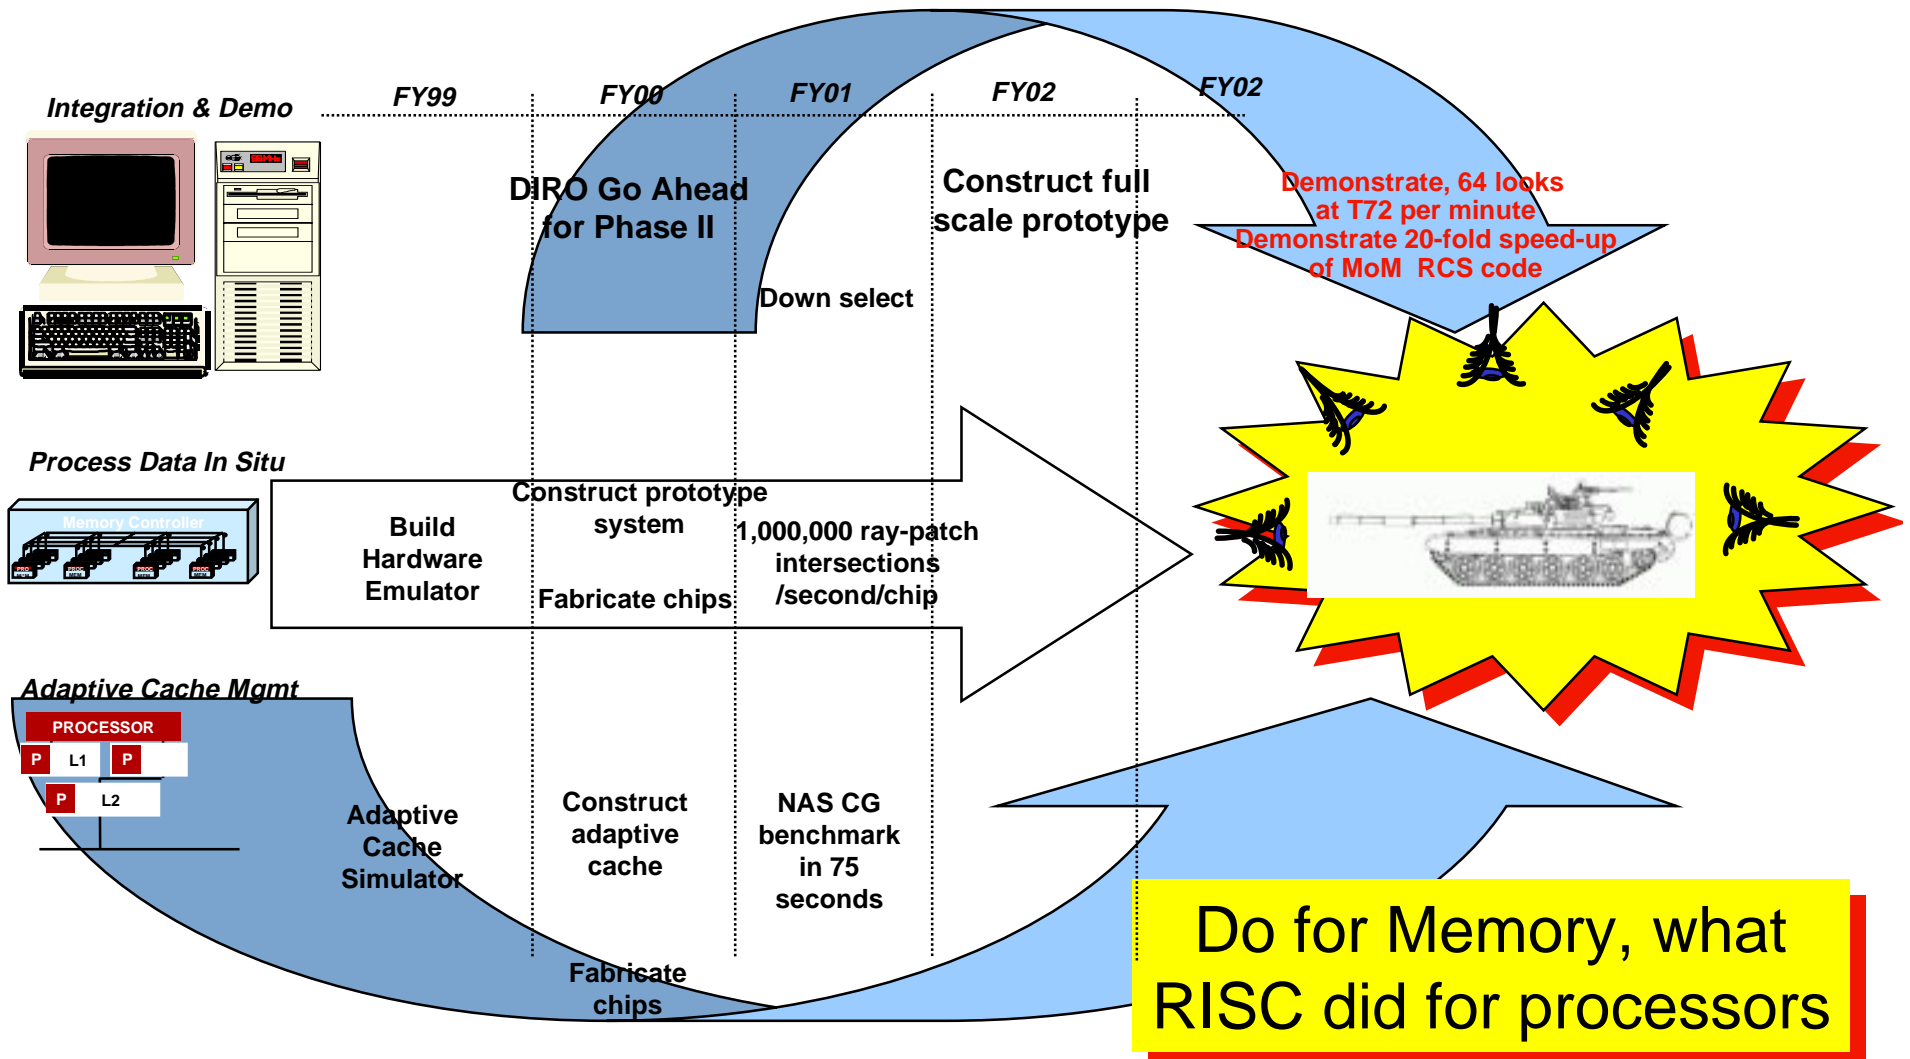 FY99
FY00
FY01
FY02
FY02
Integration & Demo
DIRO Go Ahead
for Phase II
Down select
Construct full
scale prototype
Demonstrate, 64 looks
at T72 per minute
Demonstrate 20-fold speed-up
of MoM RCS code
Process Data In Situ
Memory Controller
PROC
PROC
PROC
PROC
Build
Hardware
Emulator
Construct prototype
system
Fabricate chips
1,000,000 ray-patch
intersections
/second/chip
Adaptive Cache Mgmt
PROCESSOR
P
L1
P
P
L2
Adaptive
Cache
Simulator
Construct
adaptive
cache
Fabricate
chips
NAS CG
benchmark
in 75
seconds
Do for Memory, what
RISC did for processors